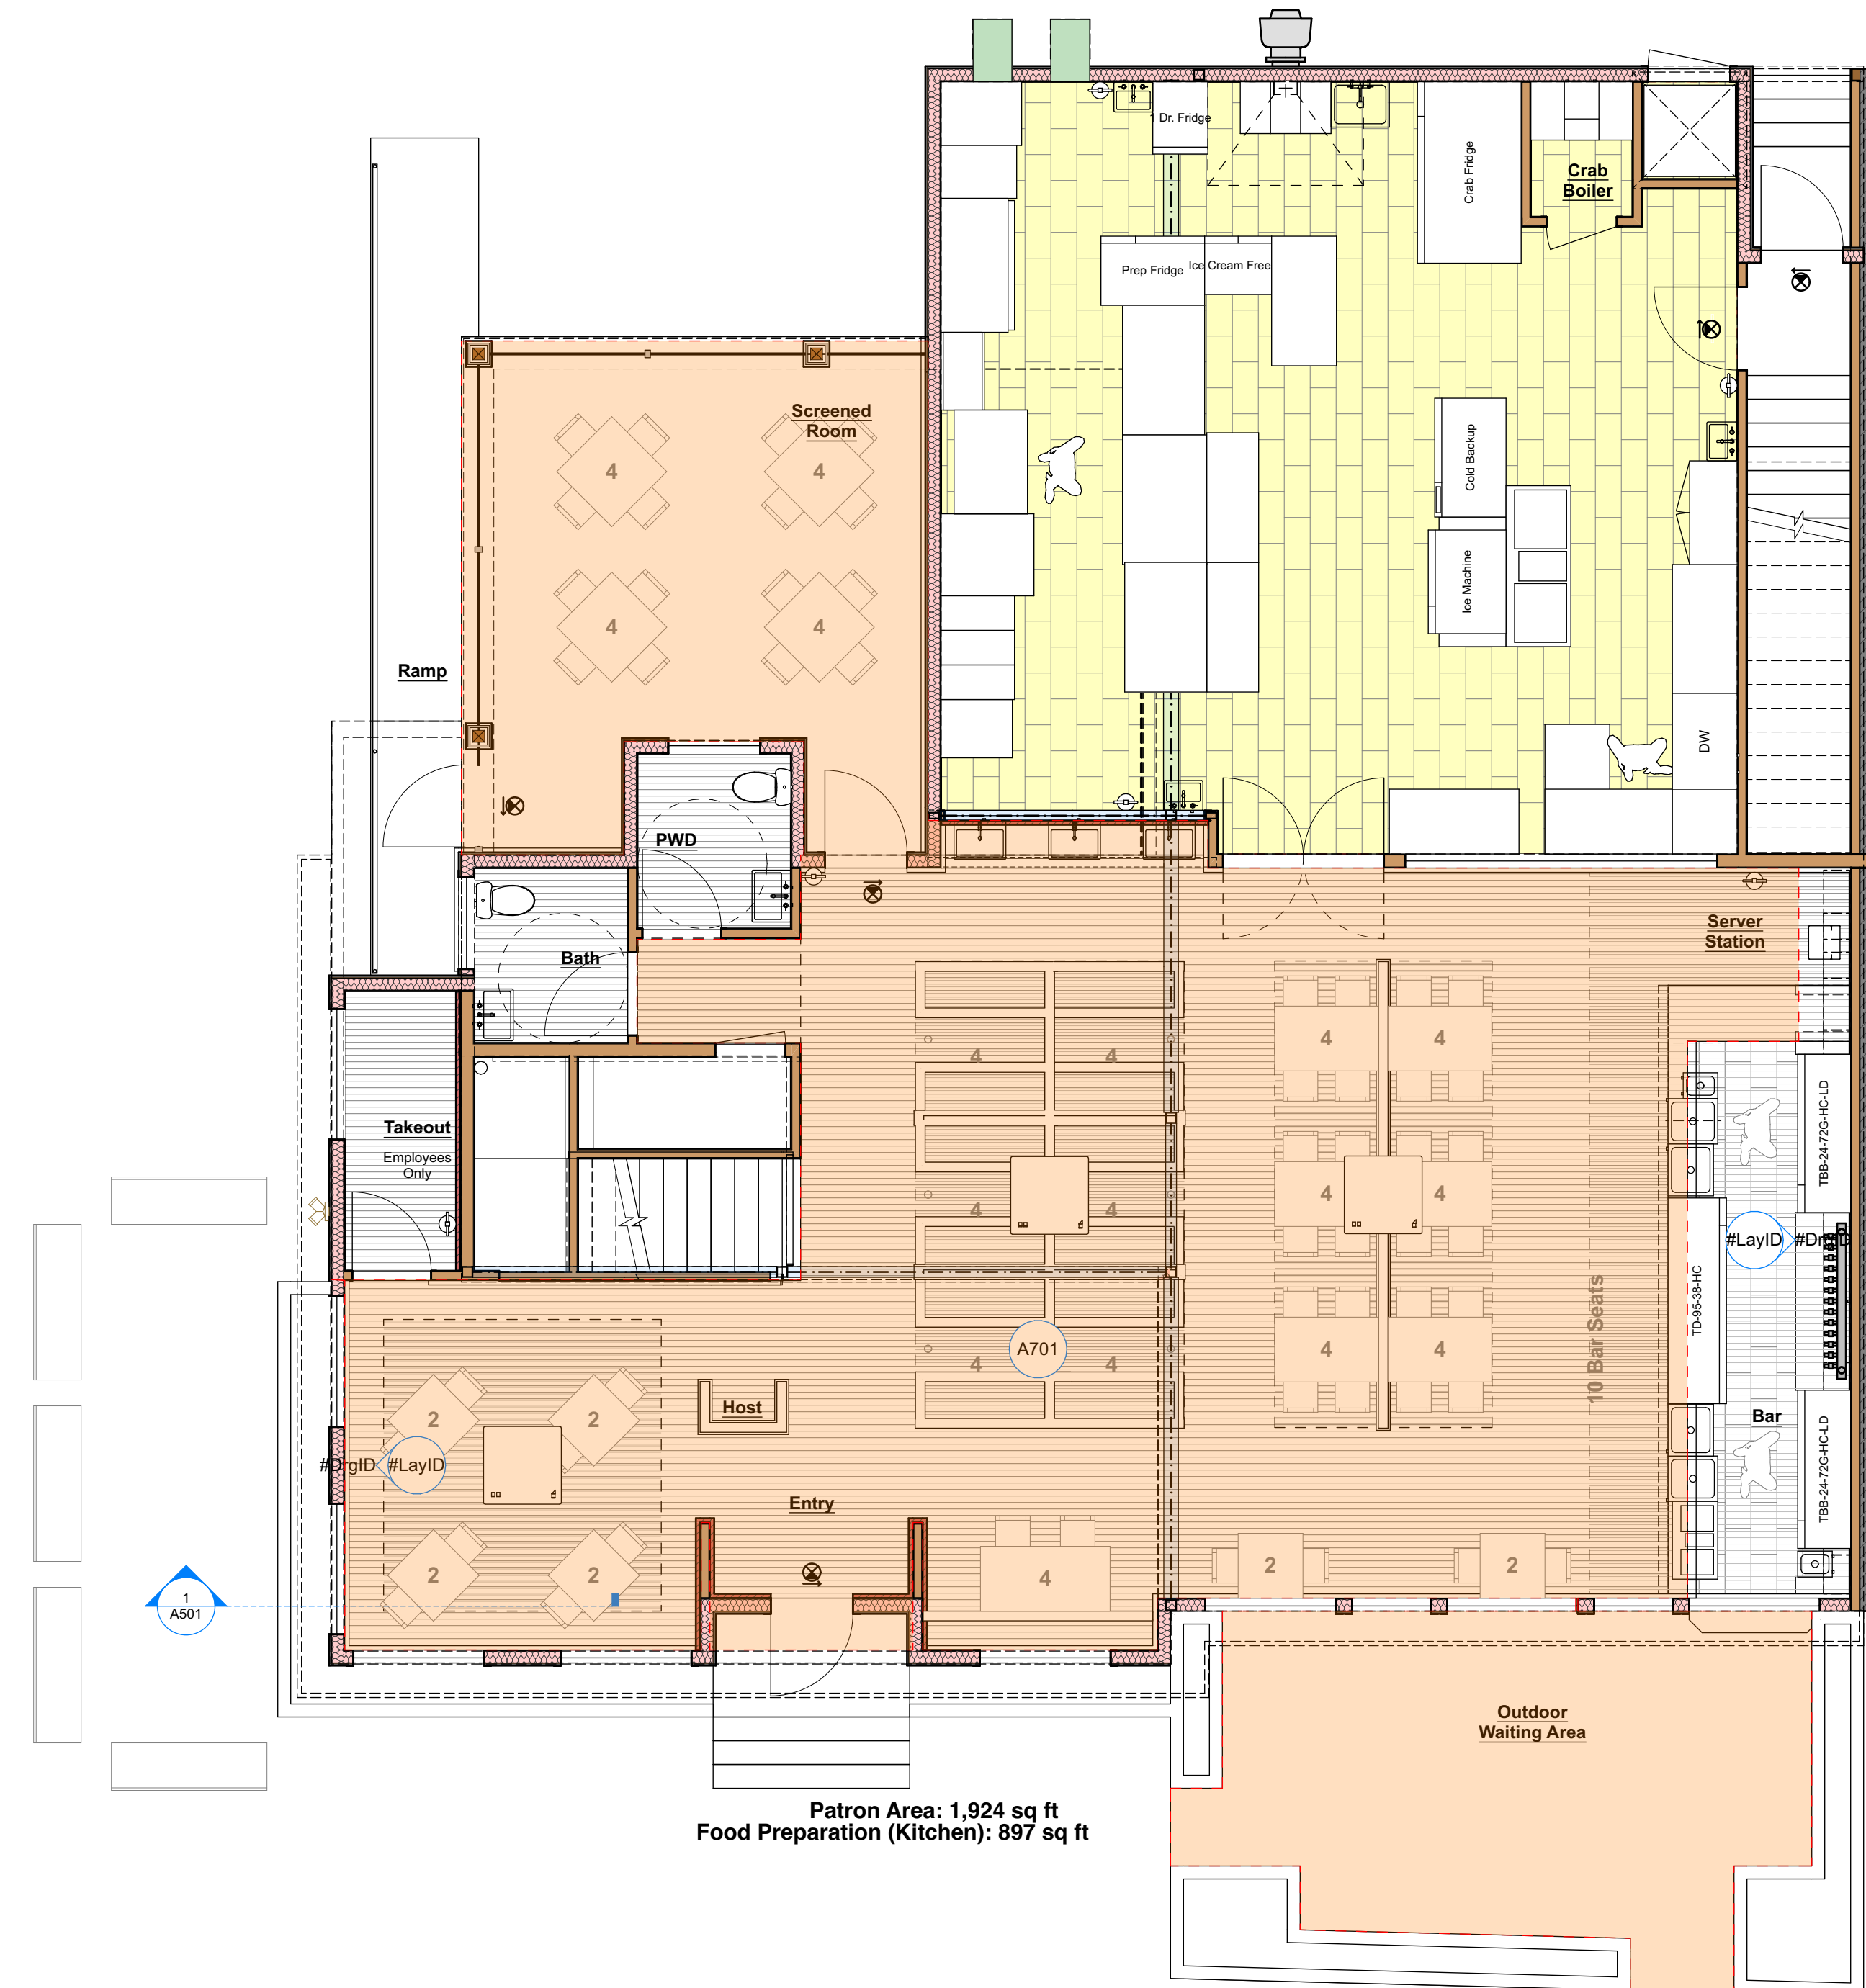 1 Dr. Fridge
Crab Fridge
Crab
Boiler
Prep Fridge
Ice Cream Free
Screened
Room
4
4
4
4
Cold Backup
Ice Machine
Ramp
DW
PWD
Bath
Server
Station
4
4
4
4
Takeout
Employees
Only
TBB-24-72G-HC-LD
4
4
4
4
#LayID
TD-95-38-HC
10 Bar Seats
A701
4
4
4
4
Host
2
2
#DrgID
#LayID
Bar
TBB-24-72G-HC-LD
Entry
2
2
4
2
2
1
A501
Outdoor
Waiting Area
Patron Area: 1,924 sq ft
Food Preparation (Kitchen): 897 sq ft